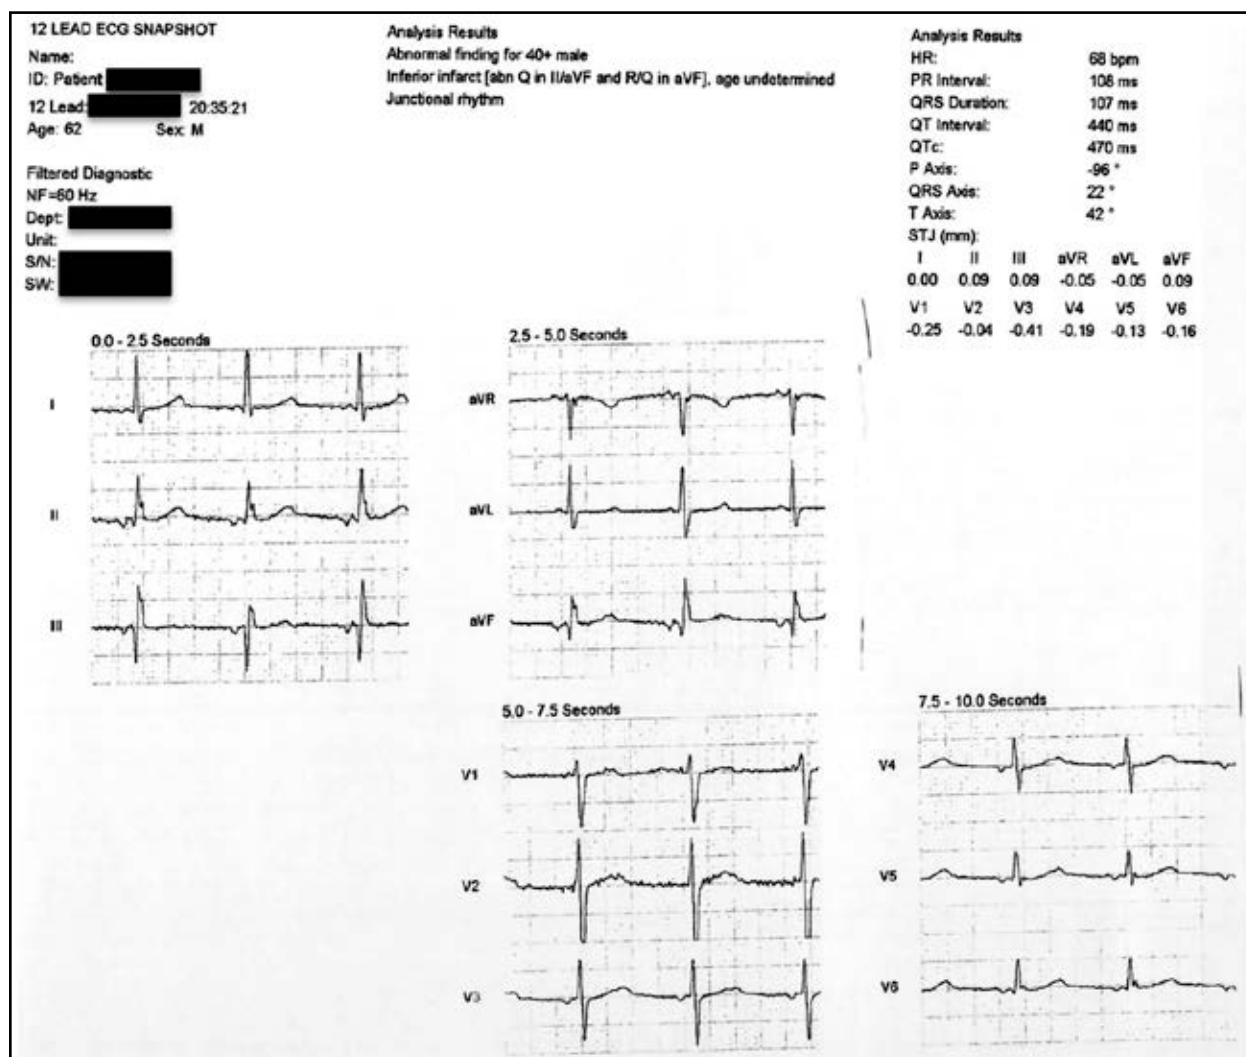 12 LEAD ECG SNAPSHOT
Name:
ID: Patient
12 Lead: 20:35:21
Age: 62 Sex: M
Filtered Diagnostic
NF=60 Hz
Dept:
Unit:
S/N:
SW:
Analysis Results
Abnormal finding for 40+ male
Inferior infarct [abn Q in II/aVF and R/Q in aVF], age undetermined
Junctional rhythm
Analysis Results
HR: 68 bpm
PR Interval: 108 ms
QRS Duration: 107 ms
QT Interval: 440 ms
QTc: 470 ms
P Axis: -96 °
QRS Axis: 22 °
T Axis: 42 °
STJ (mm):
I II III aVR aVL aVF
0.00 0.09 0.09 -0.05 -0.05 0.09
V1 V2 V3 V4 V5 V6
-0.25 -0.04 -0.41 -0.19 -0.13 -0.16
0.0 - 2.5 Seconds
I
II
III
2.5 - 5.0 Seconds
aVR
aVL
aVF
5.0 - 7.5 Seconds
V1
V2
V3
7.5 - 10.0 Seconds
V4
V5
V6